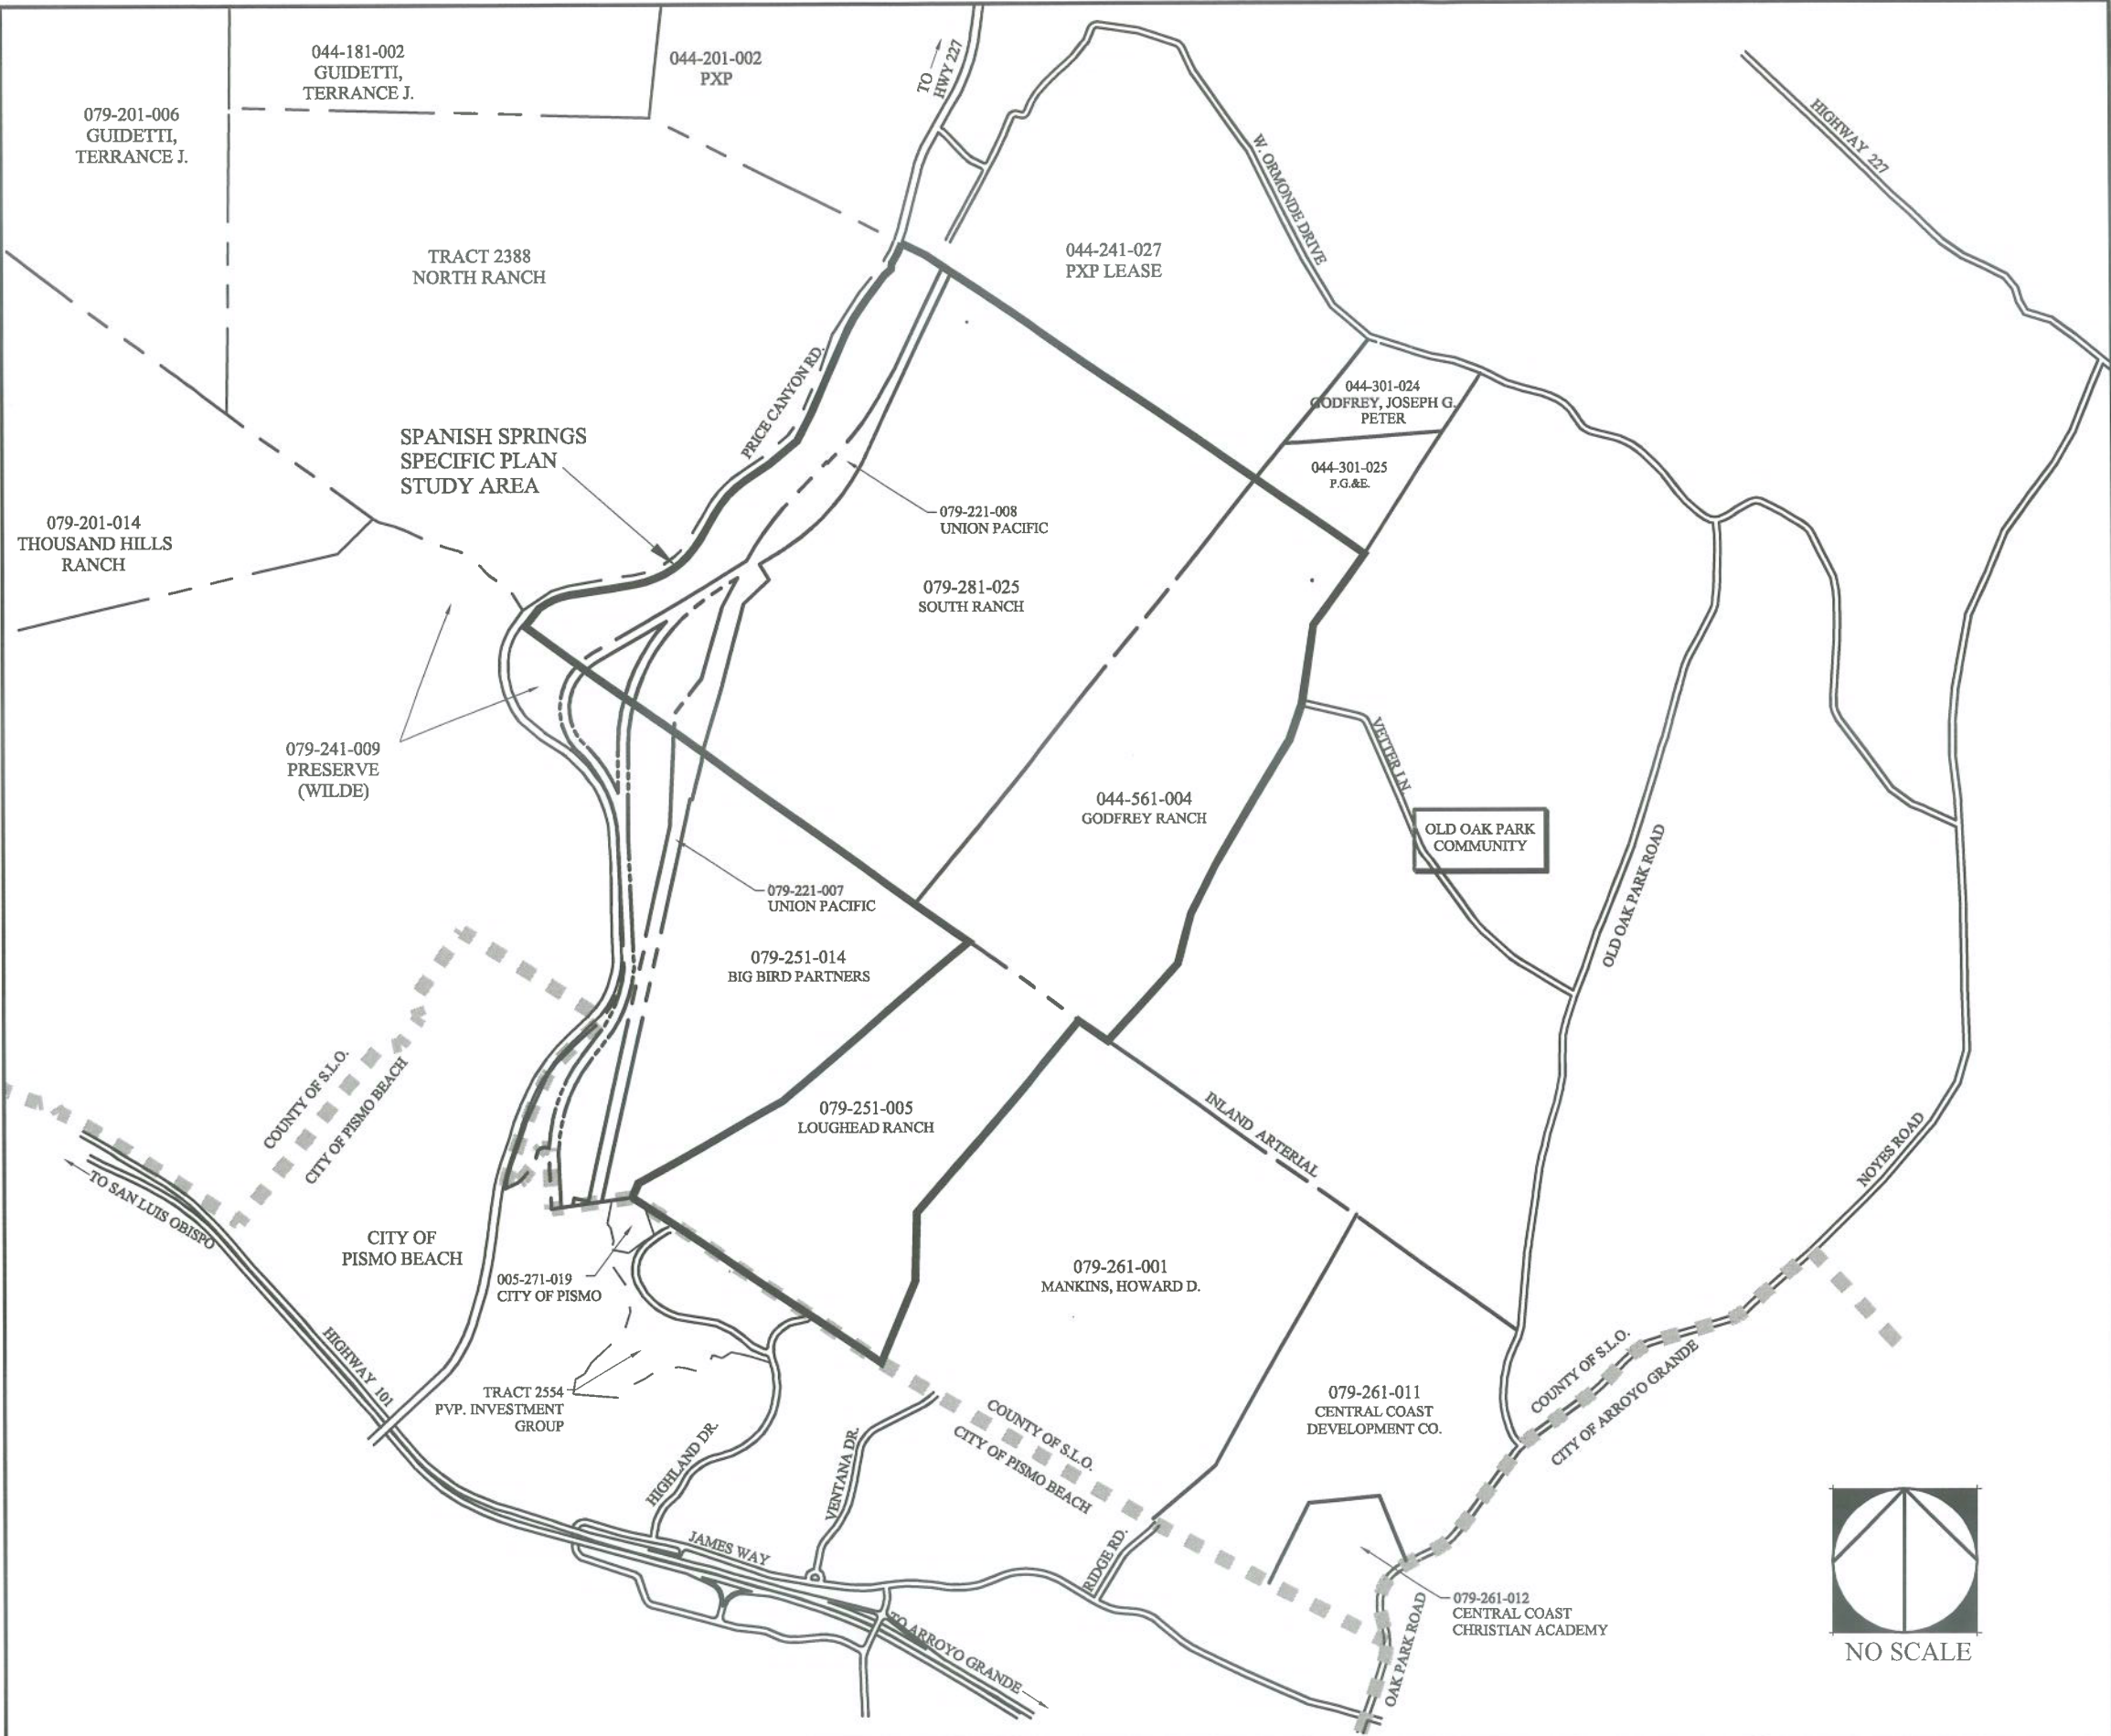 044-181-002
GUIDETTI,
TERRANCE J.
044-201-002
PXP
TO
HWY 227
079-201-006
GUIDETTI,
TERRANCE J.
HIGHWAY 227
W. ORMONDE DRIVE
TRACT 2388
NORTH RANCH
044-241-027
PXP LEASE
PRICE CANYON RD.
044-301-024
GODFREY, JOSEPH G.
PETER
044-301-025
P.G.&E.
SPANISH SPRINGS
SPECIFIC PLAN
STUDY AREA
079-221-008
UNION PACIFIC
079-201-014
THOUSAND HILLS
RANCH
079-281-025
SOUTH RANCH
079-241-009
PRESERVE
(WILDE)
VETTER LN.
044-561-004
GODFREY RANCH
OLD OAK PARK
COMMUNITY
OLD OAK PARK ROAD
079-221-007
UNION PACIFIC
079-251-014
BIG BIRD PARTNERS
COUNTY OF S.L.O.
CITY OF PISMO BEACH
079-251-005
LOUGHEAD RANCH
INLAND ARTERIAL
NOYES ROAD
TO SAN LUIS OBISPO
CITY OF
PISMO BEACH
005-271-019
CITY OF PISMO
079-261-001
MANKINS, HOWARD D.
HIGHWAY 101
TRACT 2554
PVP. INVESTMENT
GROUP
COUNTY OF S.L.O.
CITY OF ARROYO GRANDE
079-261-011
CENTRAL COAST
DEVELOPMENT CO.
COUNTY OF S.L.O.
CITY OF PISMO BEACH
HIGHLAND DR.
VENTANA DR.
JAMES WAY
RIDGE RD.
079-261-012
CENTRAL COAST
CHRISTIAN ACADEMY
OAK PARK ROAD
TO ARROYO GRANDE
NO SCALE